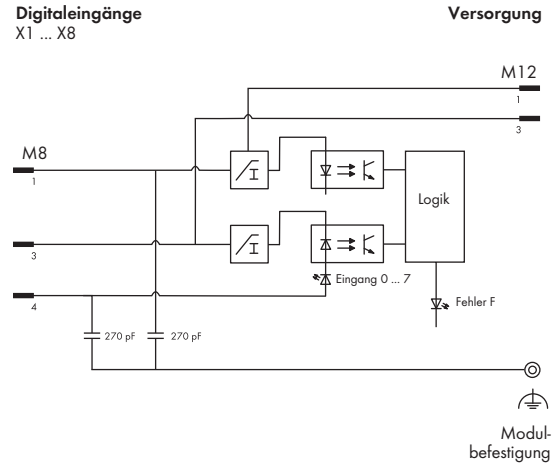 Digitaleingänge
X1 ... X8
Versorgung
M12
1
3
M8
1
3
4
I
I
Logik
Eingang 0 ... 7
Fehler F
270 pF
270 pF
Modul-
befestigung